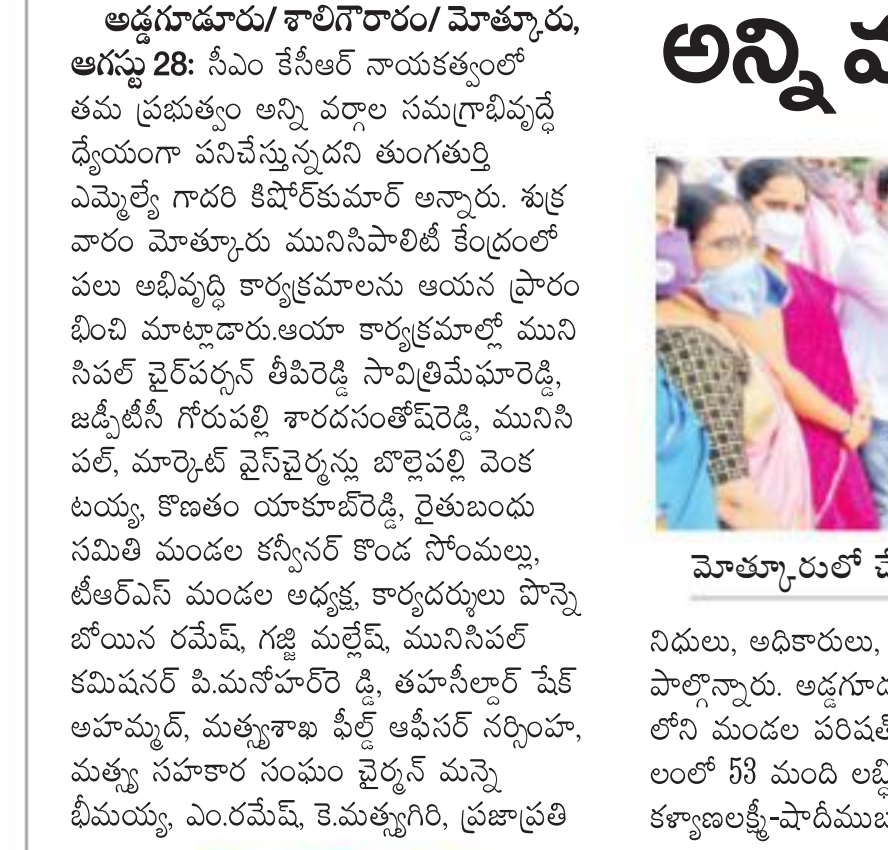 అడ్డగూడూరు/ శాలిగౌరారం/ మోత్కూరు,
ఆగస్టు 28: సీఎం కేసీఆర్ నాయకత్వంలో
తమ ప్రభుత్వం అన్ని వర్గాల సమగ్రాభివృద్ధే
ధ్యేయంగా పనిచేస్తున్నదని తుంగతుర్తి
ఎమ్మెల్యే గాదరి కిషోర్‌కుమార్ అన్నారు. శుక్ర
వారం మోత్కూరు మునిసిపాలిటీ కేంద్రంలో
పలు అభివృద్ధి కార్యక్రమాలను ఆయన ప్రారం
భించి మాట్లాడారు.ఆయా కార్యక్రమాల్లో ముని
సిపల్ చైర్‌పర్సన్ తీపిరెడ్డి సావిత్రిమేఘారెడ్డి,
జడ్పీటీసీ గోరుపల్లి శారదసంతోష్‌రెడ్డి, మునిసి
పల్, మార్కెట్ వైస్‌చైర్మన్లు బొల్లెపల్లి వెంక
టయ్య, కొణతం యాకూబ్‌రెడ్డి, రైతుబంధు
సమితి మండల కన్వీనర్ కొండ సోంమల్లు,
టీఆర్ఎస్ మండల అధ్యక్ష, కార్యదర్శులు పొన్నె
బోయిన రమేష్, గజ్జి మల్లేష్, మునిసిపల్
కమిషనర్ పి.మనోహర్‌రె డ్డి, తహసీల్దార్ షేక్
అహమ్మద్, మత్స్యశాఖ ఫీల్డ్ ఆఫీసర్ నర్సింహ,
మత్స్య సహకార సంఘం చైర్మన్ మన్నె
భీమయ్య, ఎం.రమేష్, కె.మత్స్యగిరి, ప్రజాప్రతి
అన్ని
మోత్కూరులో
నిధులు, అధికారులు,
పాల్గొన్నారు. అడ్డగూ
లోని మండల పరిషత్
లంలో 53 మంది లబ్ధి
కళ్యాణలక్ష్మీ-షాదీము